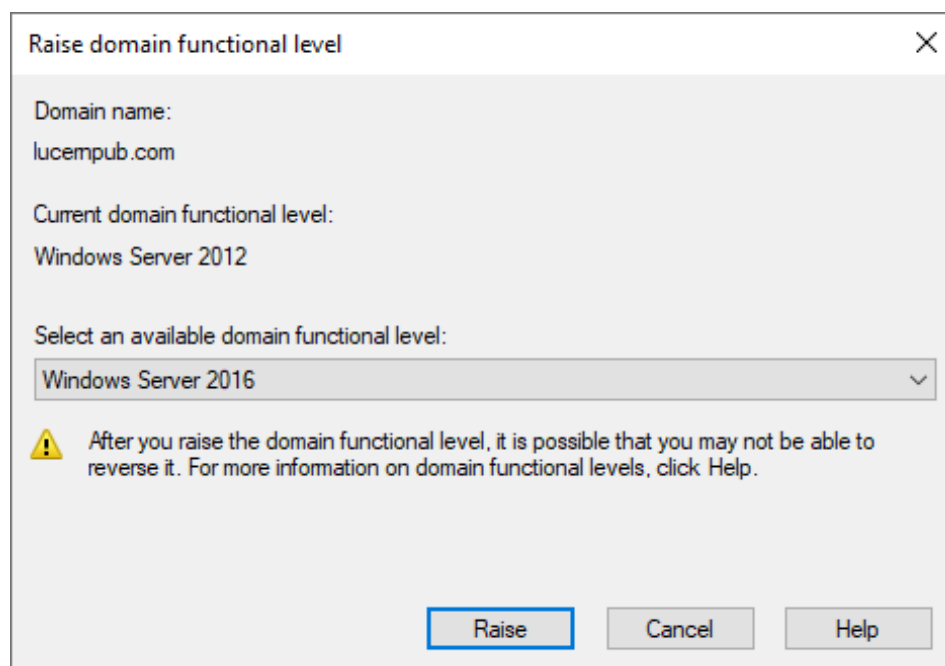 Raise domain functional level
Domain name:
lucernpub.com
Current domain functional level:
Windows Server 2012
Select an available domain functional level:
Windows Server 2016
After you raise the domain functional level, it is possible that you may not be able to
reverse it. For more information on domain functional levels, click Help.
Raise
Cancel
Help